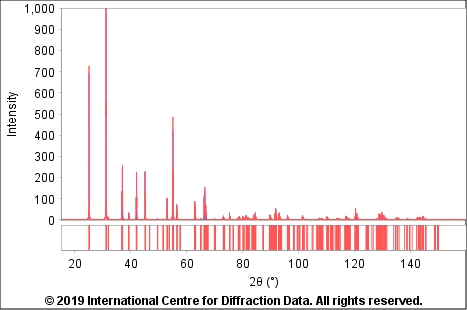 1,000
900
800
700
600
500
400
300
200
100
0
Intensity
20 40 60 80 100 120 140
2θ (°)
© 2019 International Centre for Diffraction Data. All rights reserved.